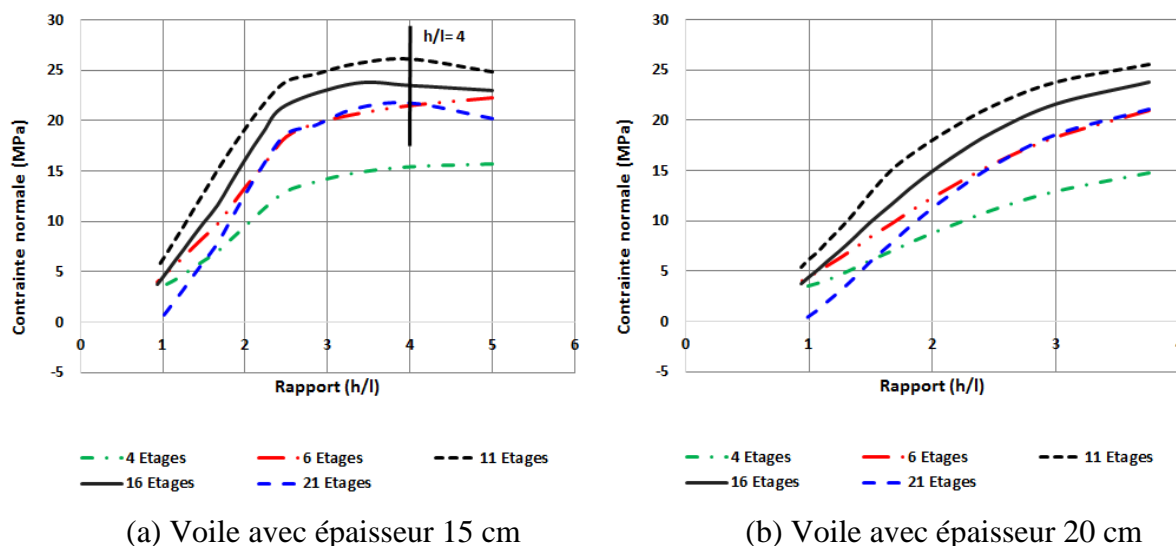 30
25
20
15
10
5
0
-5
Contrainte normale (MPa)
h/l= 4
0 1 2 3 4 5 6
Rapport (h/l)
4 Etages 6 Etages 11 Etages
16 Etages 21 Etages
(a) Voile avec épaisseur 15 cm
30
25
20
15
10
5
0
-5
Contrainte normale (MPa)
0 1 2 3
Rapport (h/l)
4 Etages 6 Etages 11 Etages
16 Etages 21 Etages
(b) Voile avec épaisseur 20 cm